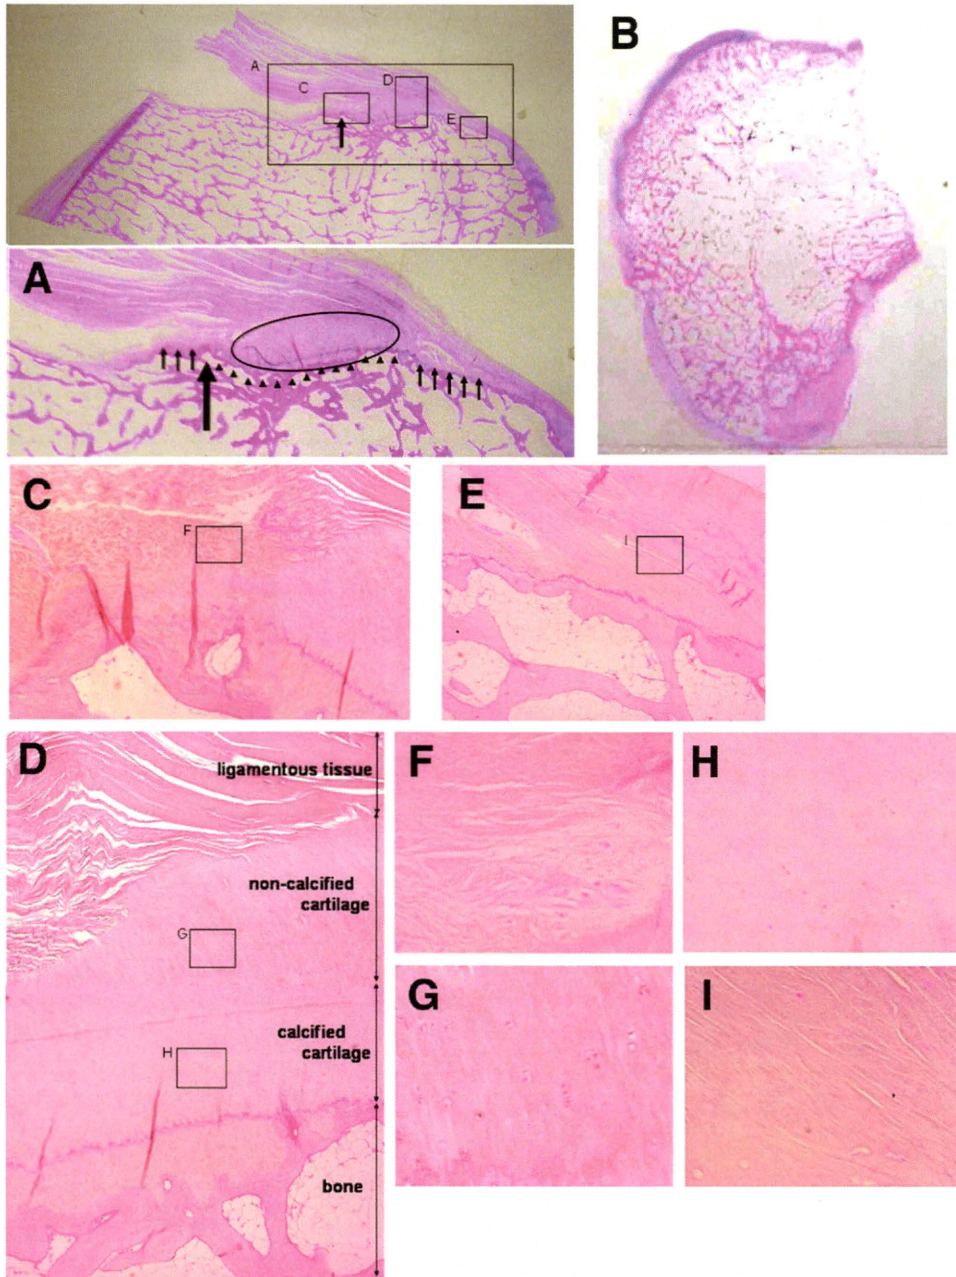 A
C
D
E
B
A
C
F
E
I
D
ligamentous tissue
non-calcified
cartilage
G
calcified
cartilage
H
bone
F
H
G
I